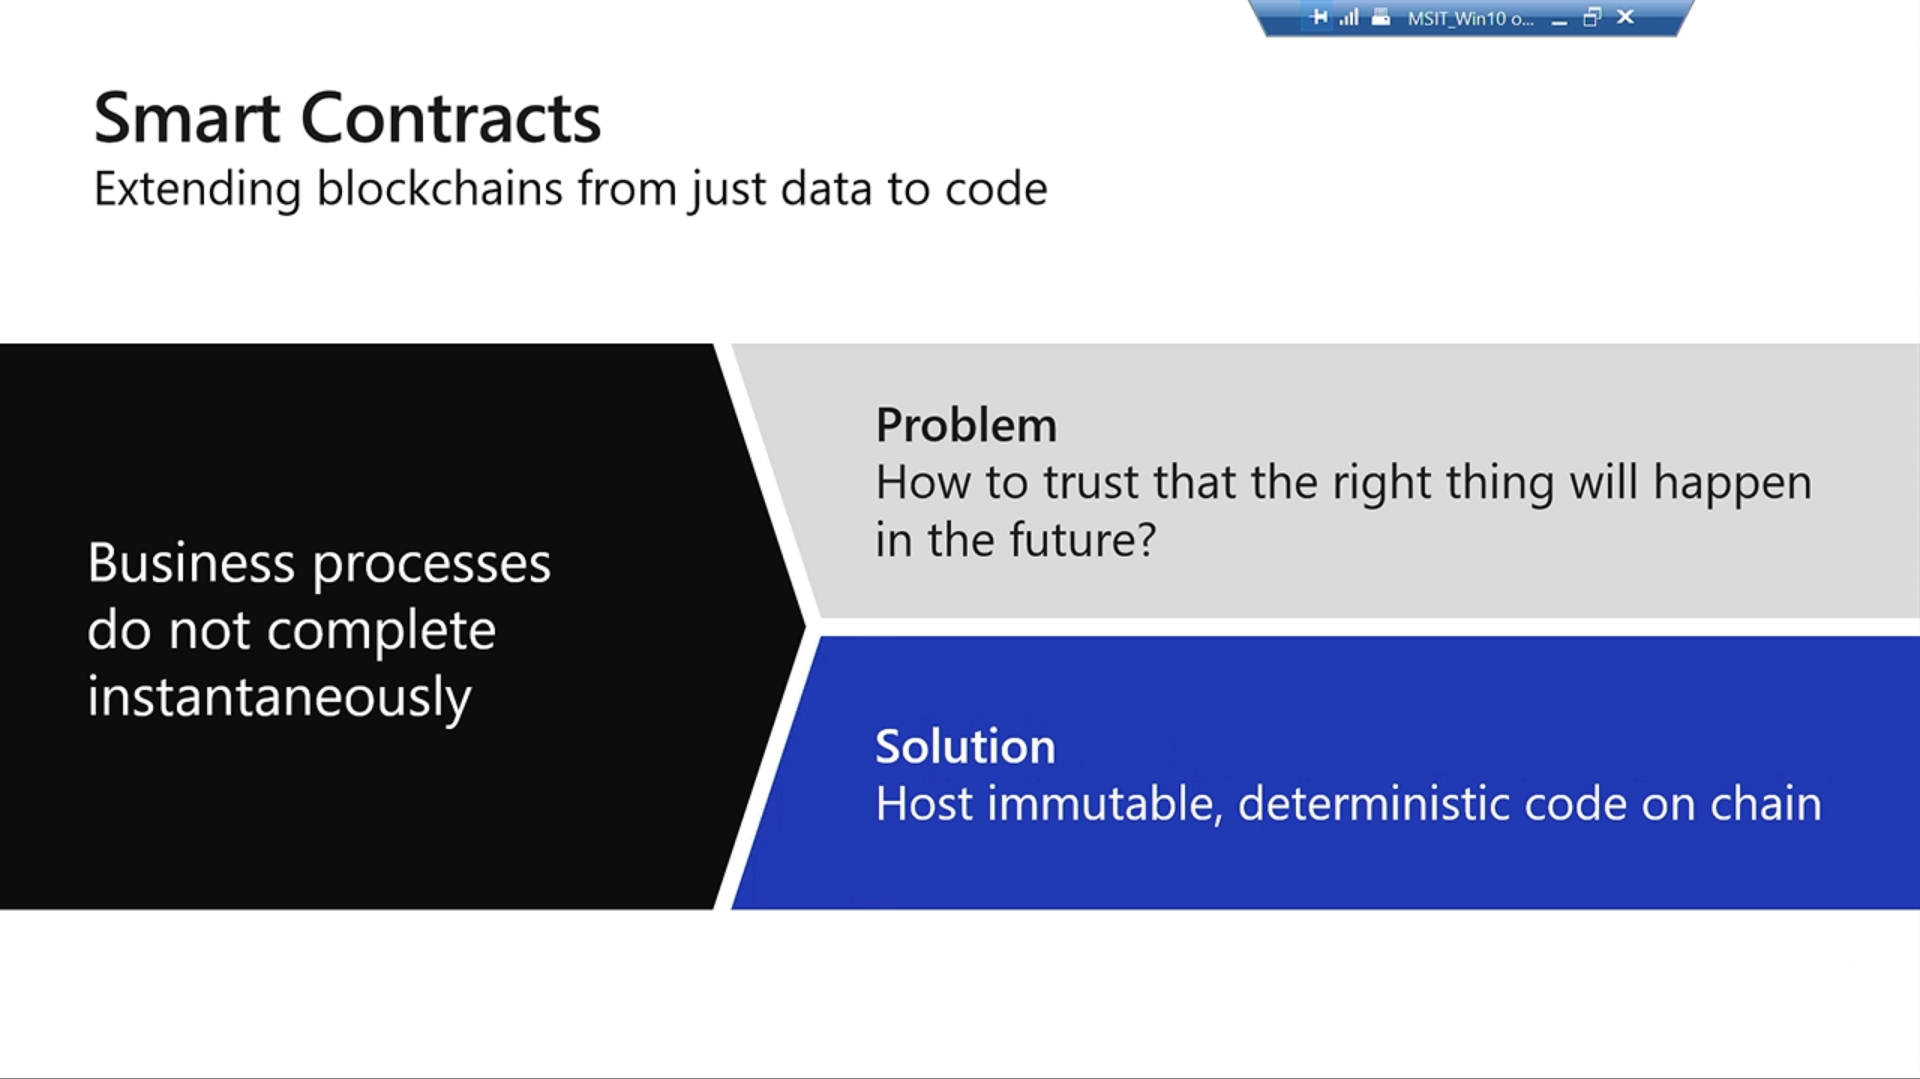 MSIT_Win10 o...
Smart Contracts
Extending blockchains from just data to code
Business processes
do not complete
instantaneously
Problem
How to trust that the right thing will happen
in the future?
Solution
Host immutable, deterministic code on chain